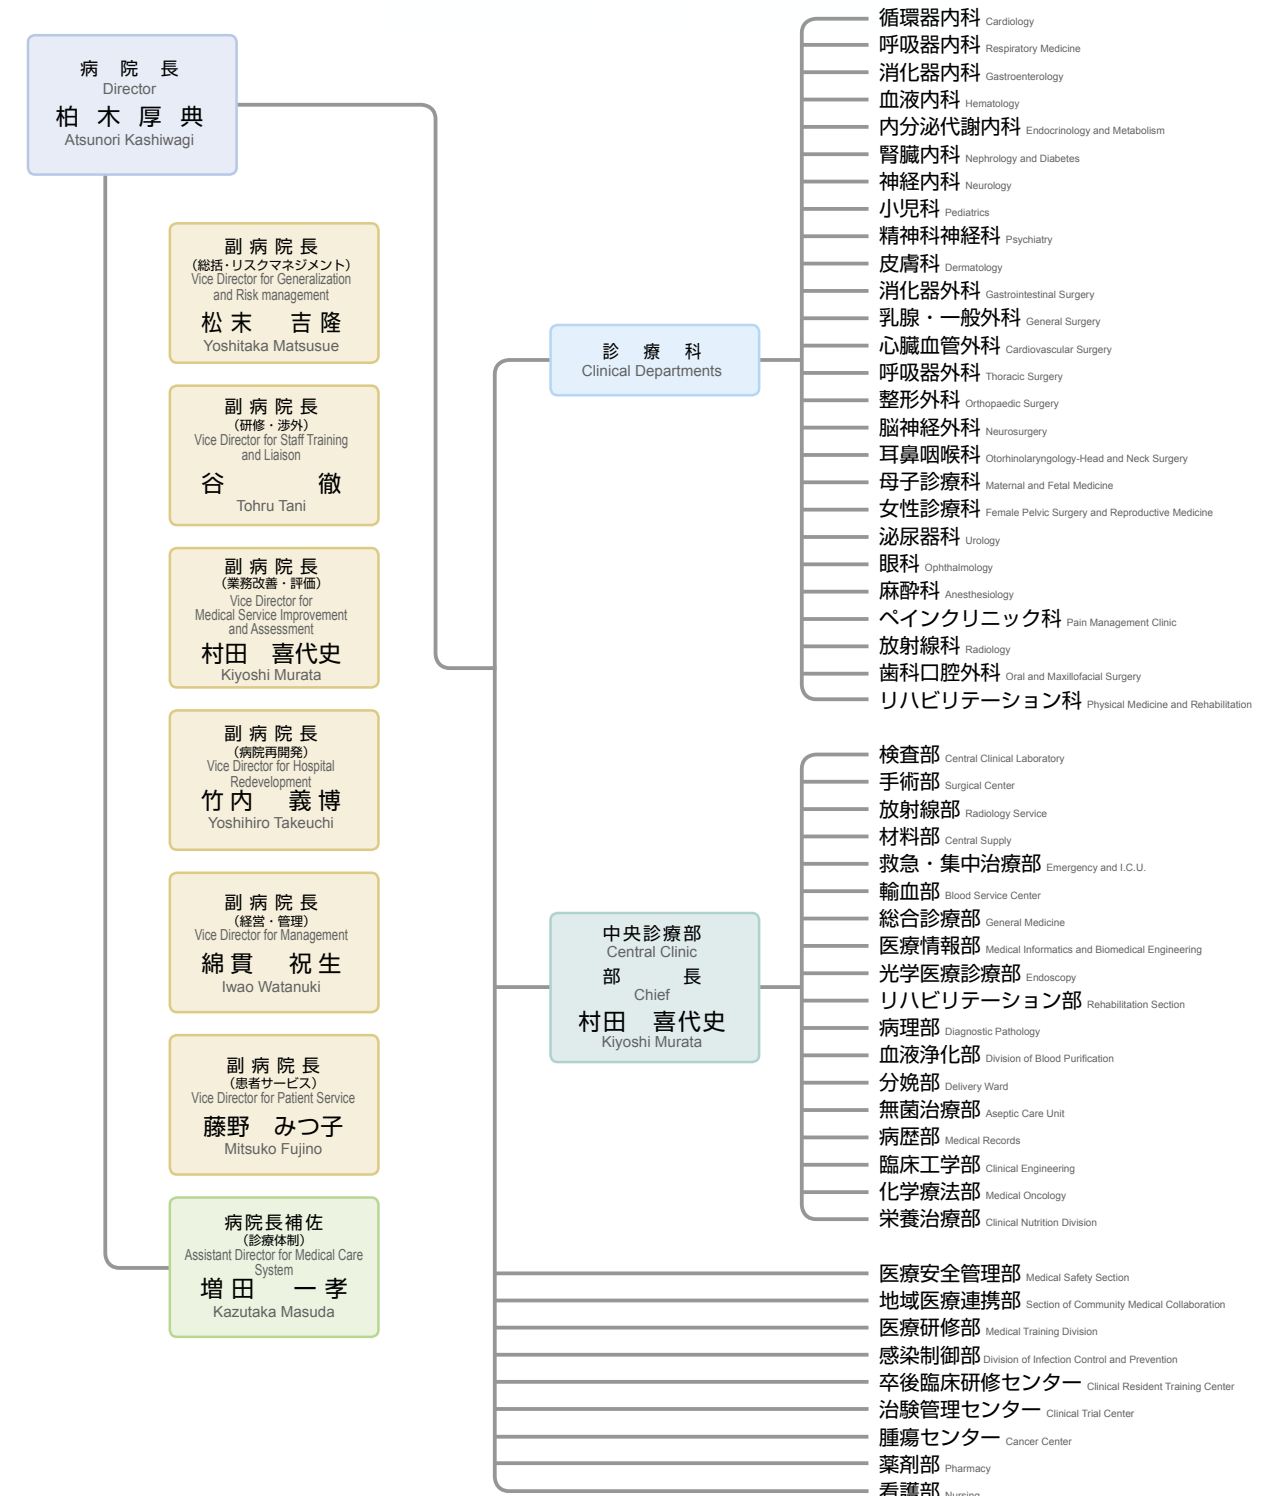 病院長
Director
柏木厚典
Atsunori Kashiwagi
副病院長
（総括・リスクマネジメント）
Vice Director for Generalization
and Risk management
松末 吉隆
Yoshitaka Matsusue
副病院長
（研修・渉外）
Vice Director for Staff Training
and Liaison
谷 徹
Tohru Tani
副病院長
（業務改善・評価）
Vice Director for
Medical Service Improvement
and Assessment
村田 喜代史
Kiyoshi Murata
副病院長
（病院再開発）
Vice Director for Hospital
Redevelopment
竹内 義博
Yoshihiro Takeuchi
副病院長
（経営・管理）
Vice Director for Management
綿貫 祝生
Iwao Watanuki
副病院長
（患者サービス）
Vice Director for Patient Service
藤野 みつ子
Mitsuko Fujino
病院長補佐
（診療体制）
Assistant Director for Medical Care
System
増田 一孝
Kazutaka Masuda
診療科
Clinical Departments
循環器内科 Cardiology
呼吸器内科 Respiratory Medicine
消化器内科 Gastroenterology
血液内科 Hematology
内分泌代謝内科 Endocrinology and Metabolism
腎臓内科 Nephrology and Diabetes
神経内科 Neurology
小児科 Pediatrics
精神科神経科 Psychiatry
皮膚科 Dermatology
消化器外科 Gastrointestinal Surgery
乳腺・一般外科 General Surgery
心臓血管外科 Cardiovascular Surgery
呼吸器外科 Thoracic Surgery
整形外科 Orthopaedic Surgery
脳神経外科 Neurosurgery
耳鼻咽喉科 Otorhinolaryngology-Head and Neck Surgery
母子診療科 Maternal and Fetal Medicine
女性診療科 Female Pelvic Surgery and Reproductive Medicine
泌尿器科 Urology
眼科 Ophthalmology
麻酔科 Anesthesiology
ペインクリニック科 Pain Management Clinic
放射線科 Radiology
歯科口腔外科 Oral and Maxillofacial Surgery
リハビリテーション科 Physical Medicine and Rehabilitation
中央診療部
Central Clinic
部長
Chief
村田 喜代史
Kiyoshi Murata
検査部 Central Clinical Laboratory
手術部 Surgical Center
放射線部 Radiology Service
材料部 Central Supply
救急・集中治療部 Emergency and I.C.U.
輸血部 Blood Service Center
総合診療部 General Medicine
医療情報部 Medical Informatics and Biomedical Engineering
光学医療診療部 Endoscopy
リハビリテーション部 Rehabilitation Section
病理部 Diagnostic Pathology
血液浄化部 Division of Blood Purification
分娩部 Delivery Ward
無菌治療部 Aseptic Care Unit
病歴部 Medical Records
臨床工学部 Clinical Engineering
化学療法部 Medical Oncology
栄養治療部 Clinical Nutrition Division
医療安全管理部 Medical Safety Section
地域医療連携部 Section of Community Medical Collaboration
医療研修部 Medical Training Division
感染制御部 Division of Infection Control and Prevention
卒後臨床研修センター Clinical Resident Training Center
治験管理センター Clinical Trial Center
腫瘍センター Cancer Center
薬剤部 Pharmacy
看護部 Nursing